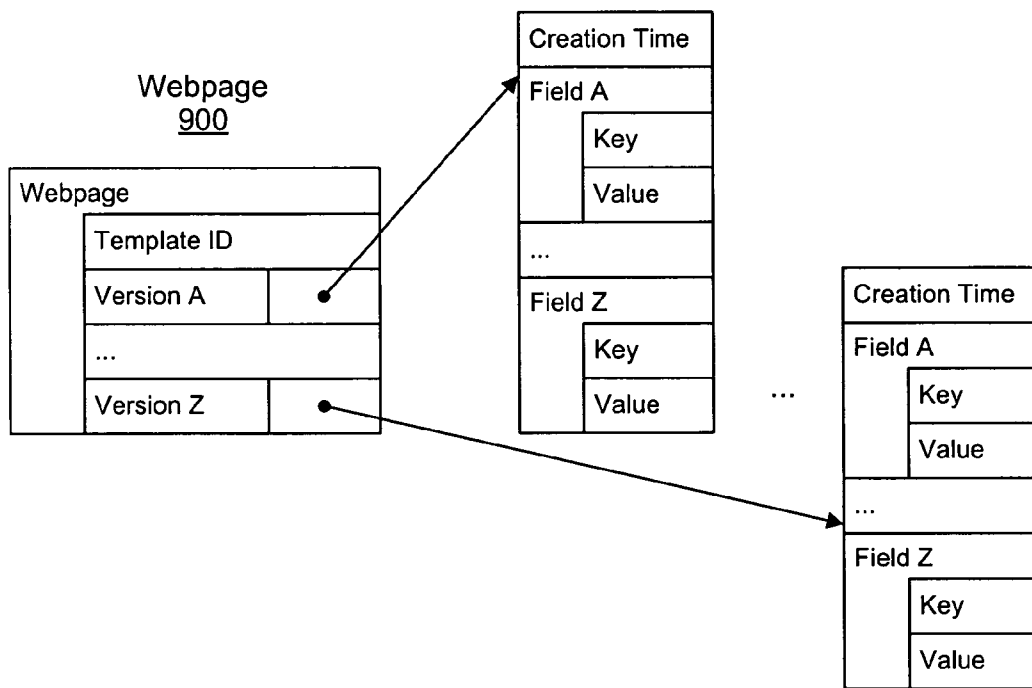 Webpage
900
Webpage
Template ID
Version A
...
Version Z
Creation Time
Field A
Key
Value
...
Field Z
Key
Value
...
Creation Time
Field A
Key
Value
...
Field Z
Key
Value